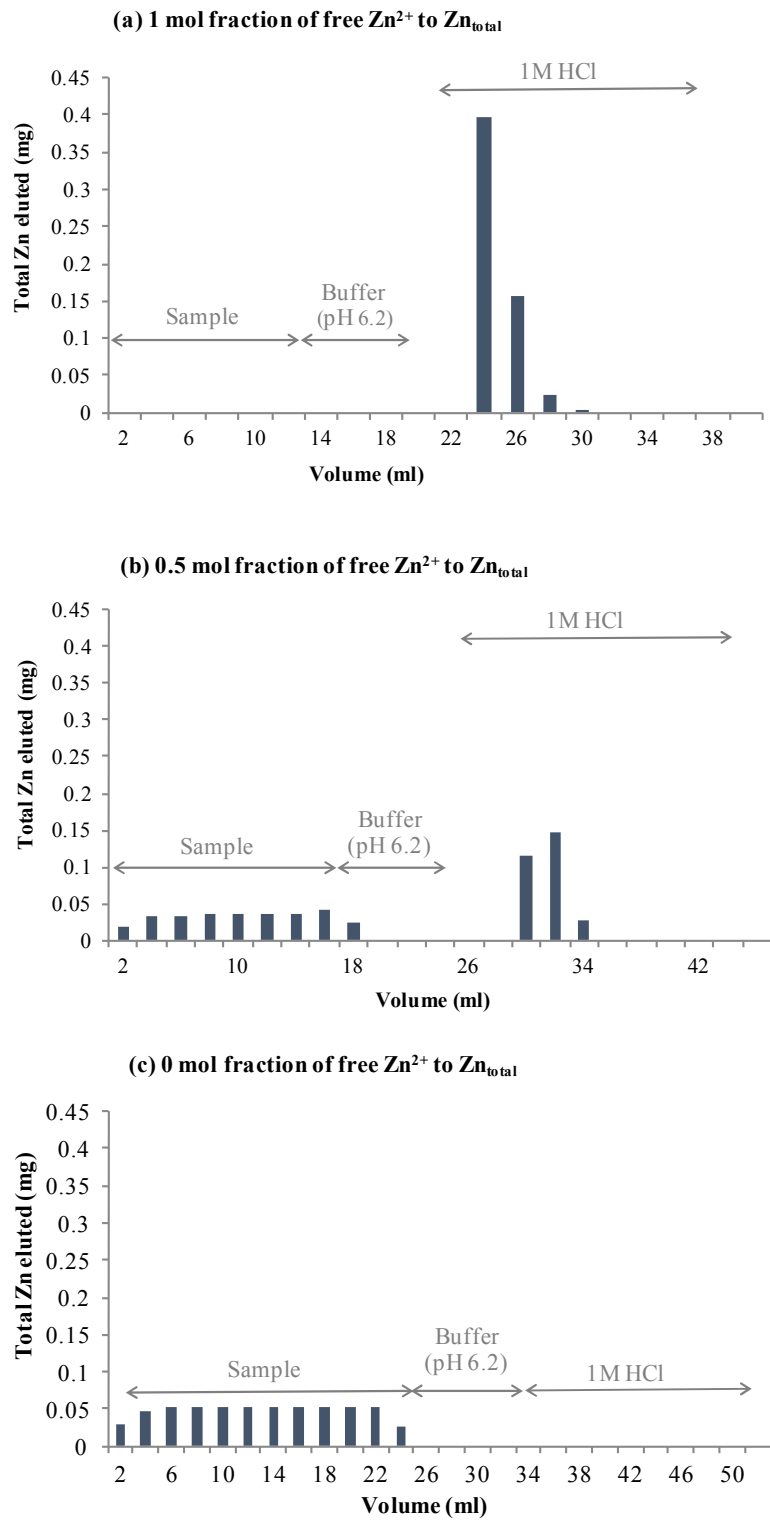 (a) 1 mol fraction of free Zn²⁺ to Zntotal
1M HCl
Total Zn eluted (mg)
0.45
0.4
0.35
0.3
0.25
0.2
0.15
0.1
0.05
0
Buffer
Sample
(pH 6.2)
2 6 10 14 18 22 26 30 34 38
Volume (ml)
(b) 0.5 mol fraction of free Zn²⁺ to Zntotal
1M HCl
Total Zn eluted (mg)
0.45
0.4
0.35
0.3
0.25
0.2
0.15
0.1
0.05
0
Buffer
Sample
(pH 6.2)
2 10 18 26 34 42
Volume (ml)
(c) 0 mol fraction of free Zn²⁺ to Zntotal
Total Zn eluted (mg)
0.45
0.4
0.35
0.3
0.25
0.2
0.15
0.1
0.05
0
Buffer
Sample
(pH 6.2)
1M HCl
2 6 10 14 18 22 26 30 34 38 42 46 50
Volume (ml)